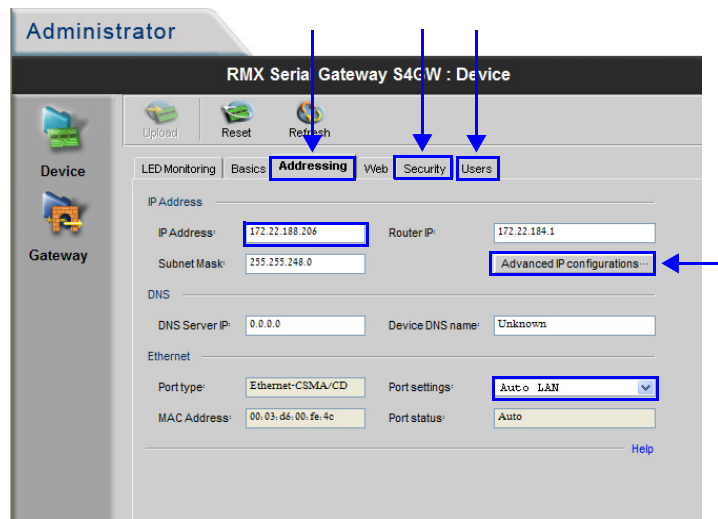 Administrator
RMX Serial Gateway S4GW : Device
Upload Reset Refresh
Device
LED Monitoring Basics Addressing Web Security Users
IP Address
IP Address: 172.22.188.206 Router IP: 172.22.184.1
Gateway
Subnet Mask: 255.255.248.0 Advanced IP configurations...
DNS
DNS Server IP: 0.0.0.0 Device DNS name: Unknown
Ethernet
Port type: Ethernet-CSMA/CD Port settings: Auto LAN
MAC Address: 00:03:d6:00:fe:4c Port status: Auto
Help